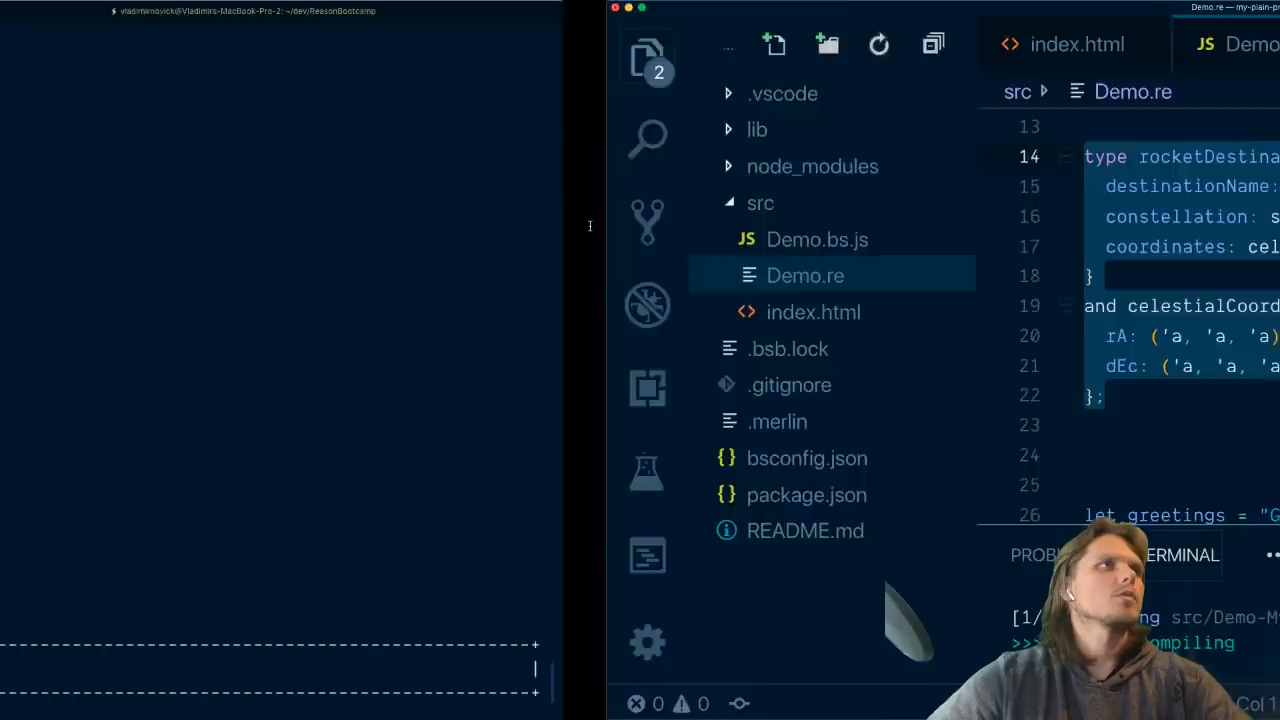 ⚡ vladimirnovick@Vladimirs-MacBook-Pro-2: ~/dev/ReasonBootcamp
Demo.re — my-plain-pr
2
...
index.html
JS Demo
src
Demo.re
.vscode
lib
node_modules
src
JS Demo.bs.js
Demo.re
<> index.html
.bsb.lock
.gitignore
.merlin
{} bsconfig.json
{} package.json
README.md
13
14 type rocketDestina
15 destinationName:
16 constellation: s
17 coordinates: cel
18 }
19 and celestialCoord
20 rA: ('a, 'a, 'a)
21 dEc: ('a, 'a, 'a
22 };
23
24
25
26 let greetings = "G
PROB
ERMINAL
[1/ ng src/Demo-My
>>> ompiling
0 0
Col 1
+
|
+